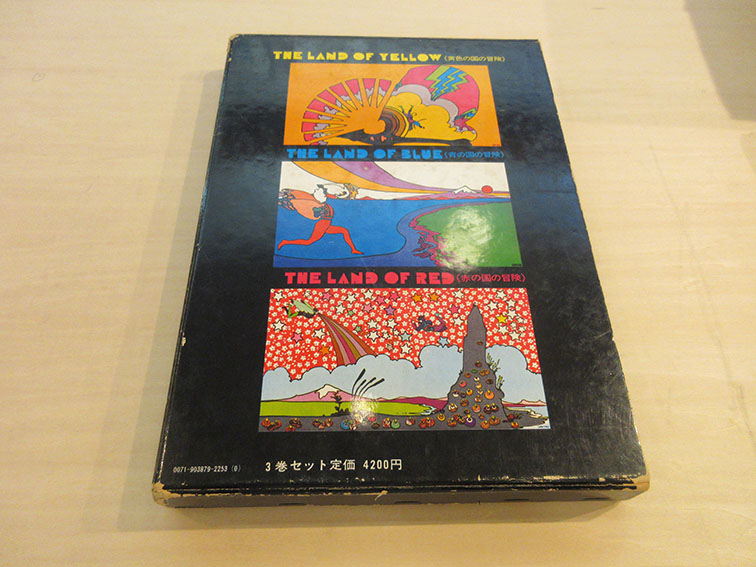 THE LAND OF YELLOW (黄色の国の冒険)
THE LAND OF BLUE (青の国の冒険)
THE LAND OF RED (赤の国の冒険)
0071-903879-2253 (0)
3巻セット定価 4200円